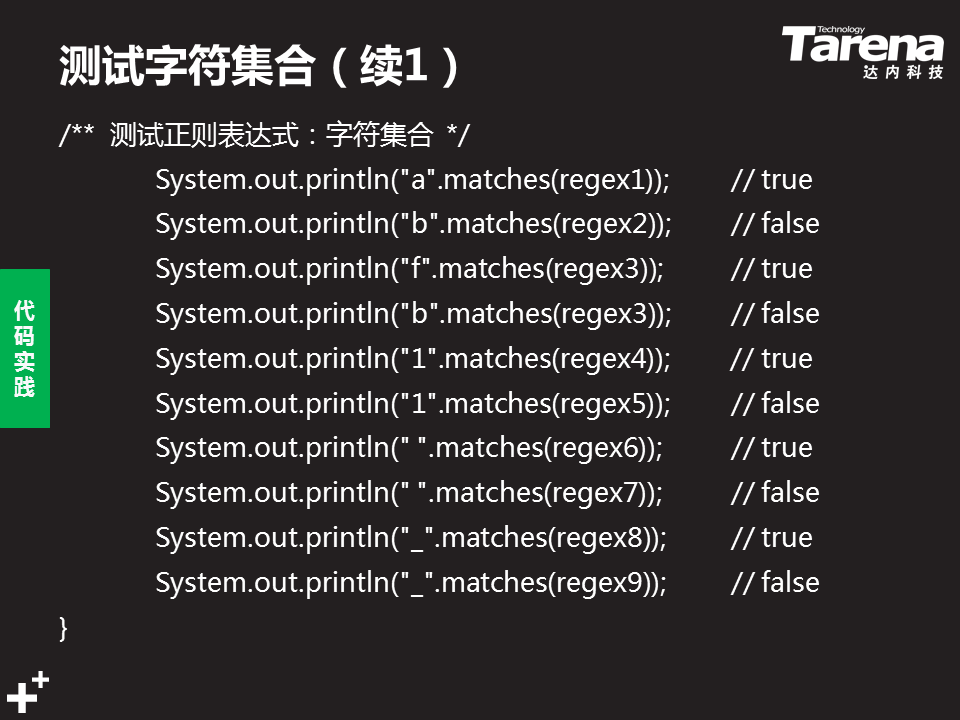 测试字符集合（续1）
Technology
Tarena
达内科技
/** 测试正则表达式：字符集合 */
System.out.println("a".matches(regex1)); // true
System.out.println("b".matches(regex2)); // false
System.out.println("f".matches(regex3)); // true
System.out.println("b".matches(regex3)); // false
System.out.println("1".matches(regex4)); // true
System.out.println("1".matches(regex5)); // false
System.out.println(" ".matches(regex6)); // true
System.out.println(" ".matches(regex7)); // false
System.out.println("_".matches(regex8)); // true
System.out.println("_".matches(regex9)); // false
}
代码实践